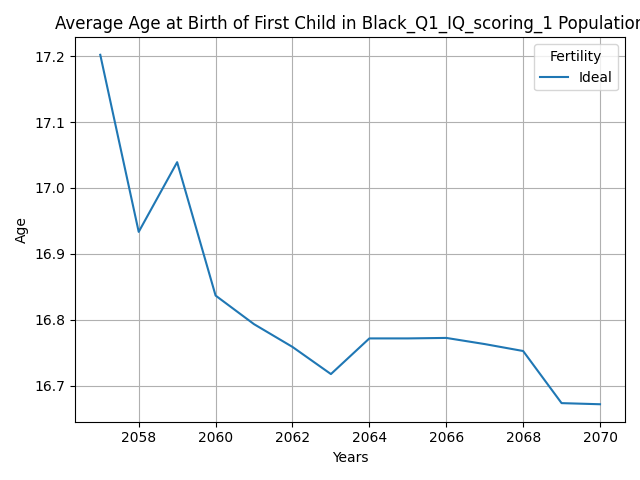 Average Age at Birth of First Child in Black_Q1_IQ_scoring_1 Population
Fertility
Ideal
17.2
17.1
17.0
16.9
16.8
16.7
Age
2058 2060 2062 2064 2066 2068 2070
Years